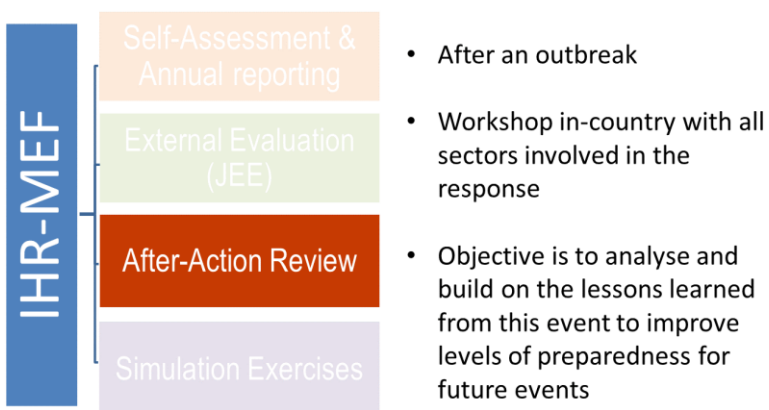 IHR-MEF
Self-Assessment &
Annual reporting
External Evaluation
(JEE)
After-Action Review
Simulation Exercises
• After an outbreak
• Workshop in-country with all
sectors involved in the
response
• Objective is to analyse and
build on the lessons learned
from this event to improve
levels of preparedness for
future events